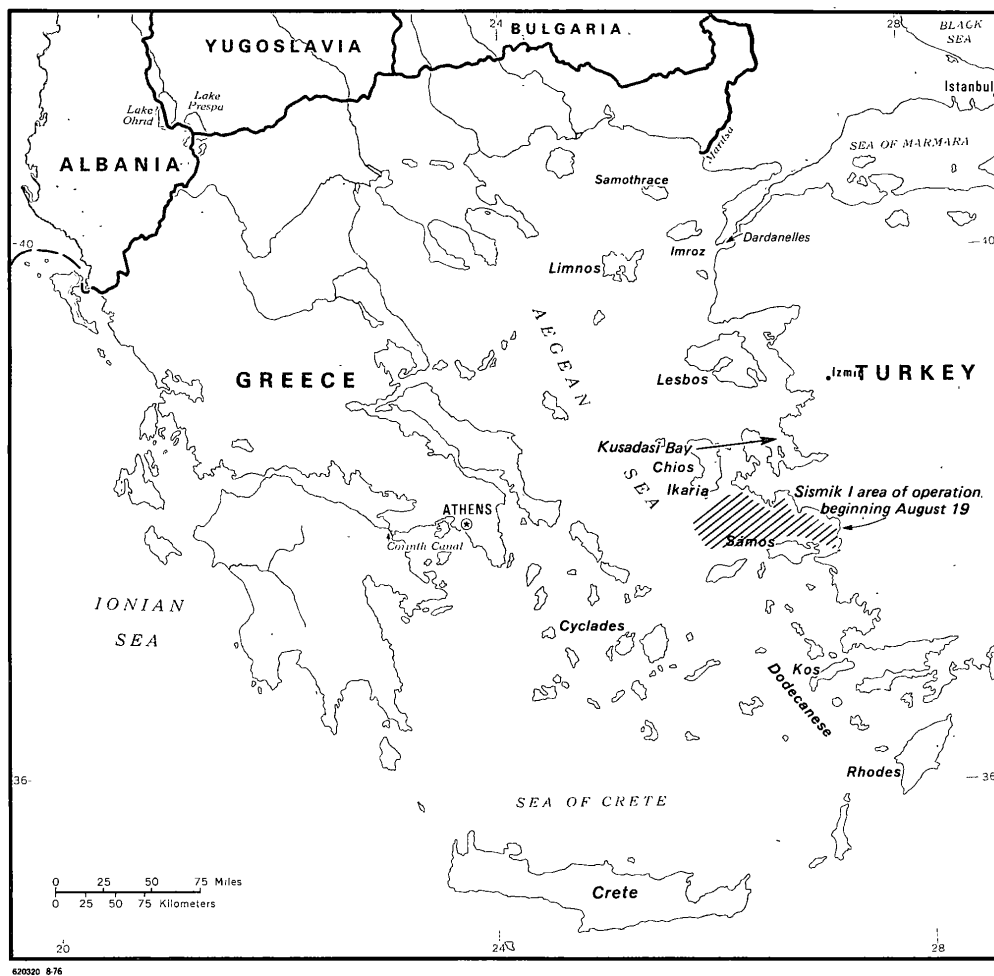 24
28
BLACK
SEA
YUGOSLAVIA
BULGARIA
Istanbul
Lake
Ohrid
Lake
Prespa
Maritsa
SEA OF MARMARA
ALBANIA
Samothrace
40
40
Dardanelles
Imroz
Limnos
AEGEAN
SEA
GREECE
Lesbos
Izmir
TURKEY
Kusadasi Bay
Chios
Ikaria
Sismik I area of operation
beginning August 19
ATHENS
Corinth Canal
Samos
IONIAN
SEA
Cyclades
Kos
Dodecanese
Rhodes
36
36
SEA OF CRETE
Crete
0 25 50 75 Miles
0 25 50 75 Kilometers
20
24
28
620320 8-76